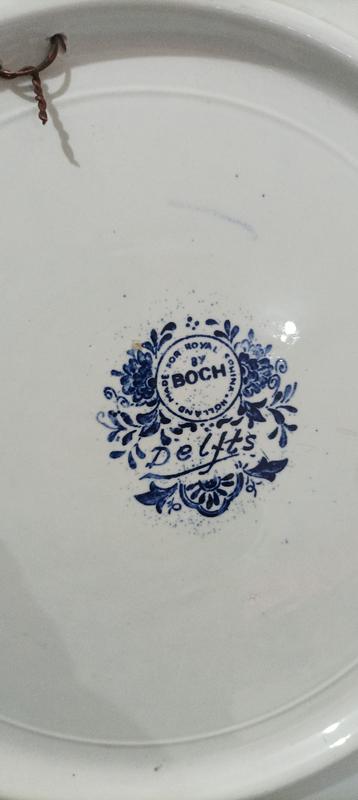 MADE FOR ROYAL
BY
BOCH
CHINA HOLLAND
Delfts